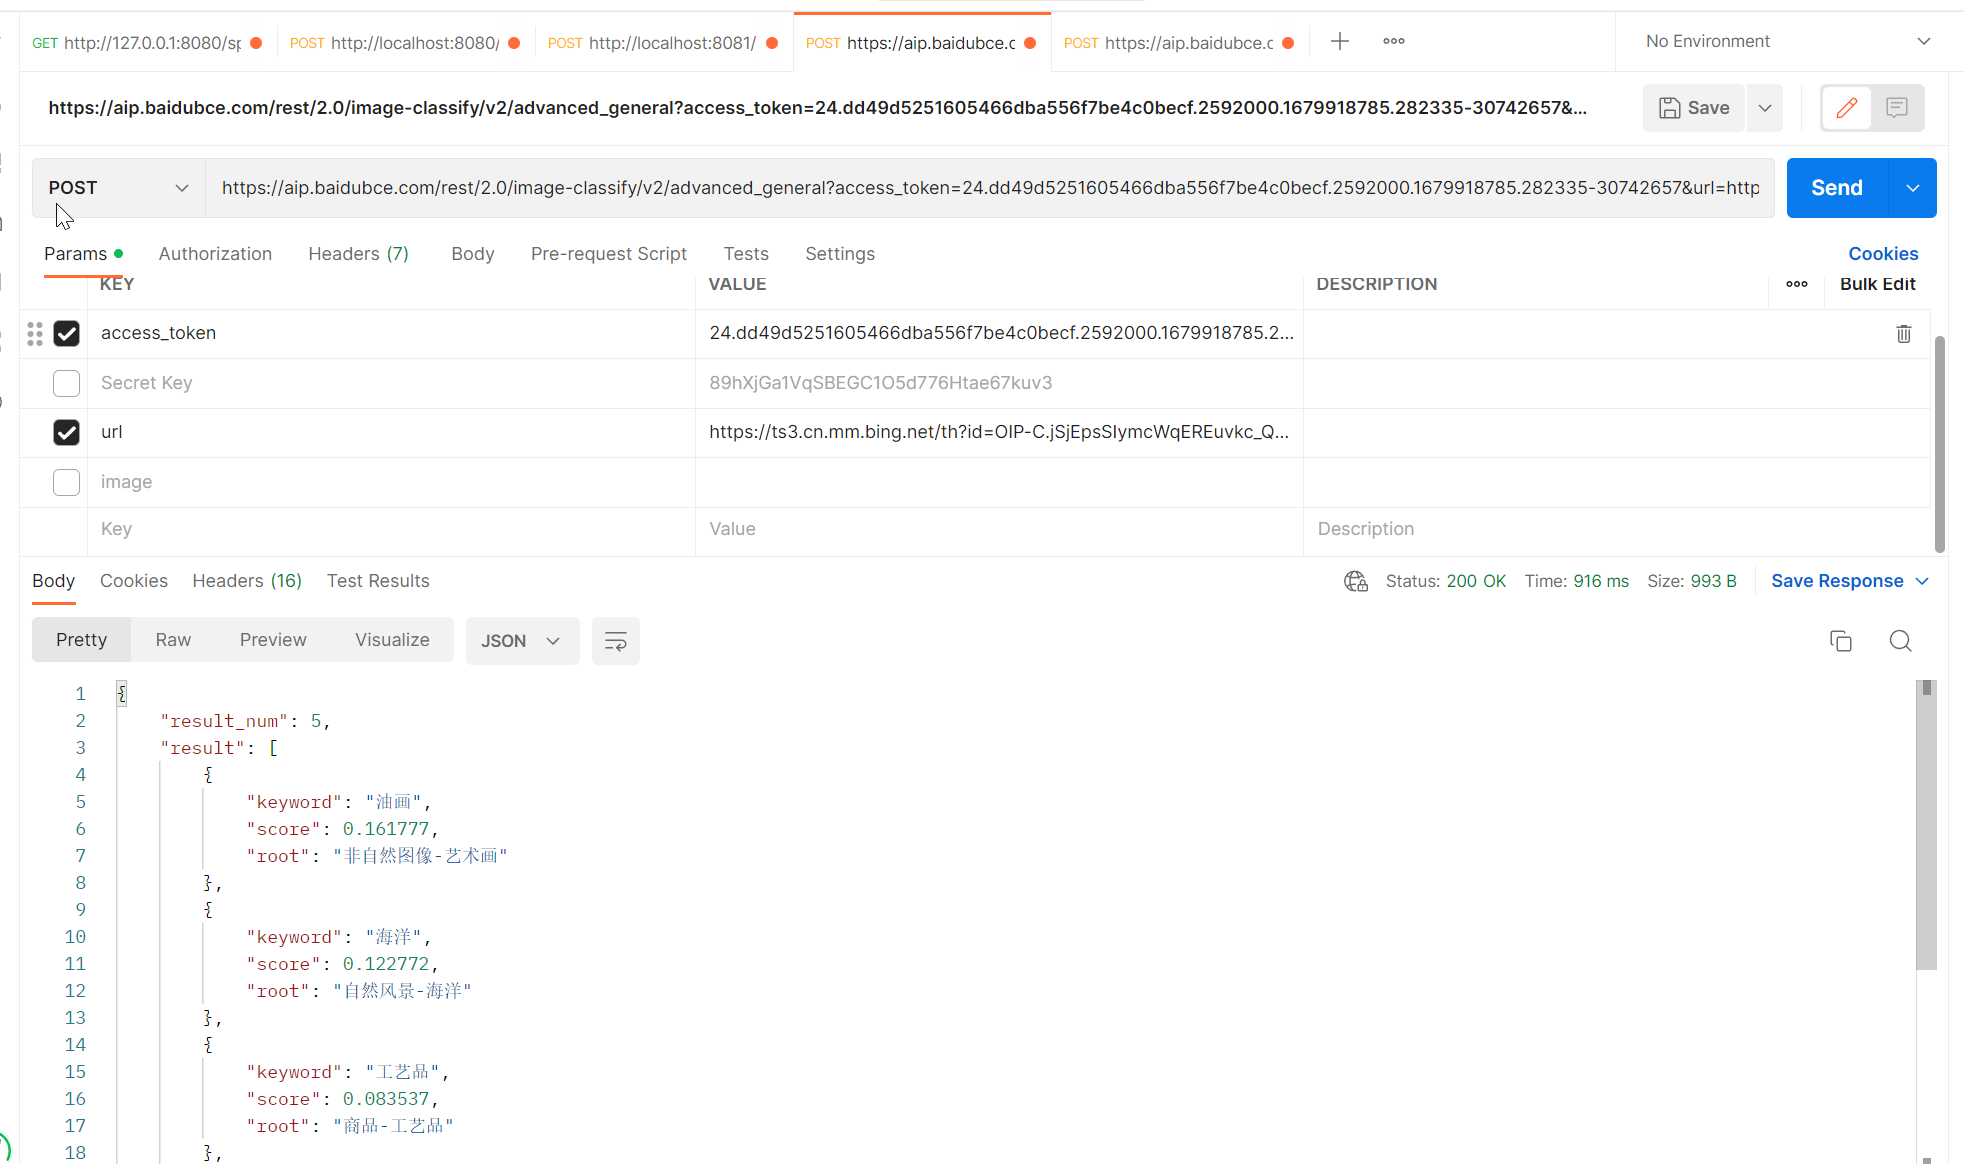 GET http://127.0.0.1:8080/sp POST http://localhost:8080/ POST http://localhost:8081/ POST https://aip.baidubce.c POST https://aip.baidubce.c No Environment
https://aip.baidubce.com/rest/2.0/image-classify/v2/advanced_general?access_token=24.dd49d5251605466dba556f7be4c0becf.2592000.1679918785.282335-30742657&... Save
POST https://aip.baidubce.com/rest/2.0/image-classify/v2/advanced_general?access_token=24.dd49d5251605466dba556f7be4c0becf.2592000.1679918785.282335-30742657&url=http Send
Params Authorization Headers (7) Body Pre-request Script Tests Settings Cookies
KEY VALUE DESCRIPTION Bulk Edit
access_token 24.dd49d5251605466dba556f7be4c0becf.2592000.1679918785.2...
Secret Key 89hXjGa1VqSBEGC1O5d776Htae67kuv3
url https://ts3.cn.mm.bing.net/th?id=OIP-C.jSjEpsSIymcWqEREuvkc_Q...
image
Key Value Description
Body Cookies Headers (16) Test Results Status: 200 OK Time: 916 ms Size: 993 B Save Response
Pretty Raw Preview Visualize JSON
1 {
2 "result_num": 5,
3 "result": [
4 {
5 "keyword": "油画",
6 "score": 0.161777,
7 "root": "非自然图像-艺术画"
8 },
9 {
10 "keyword": "海洋",
11 "score": 0.122772,
12 "root": "自然风景-海洋"
13 },
14 {
15 "keyword": "工艺品",
16 "score": 0.083537,
17 "root": "商品-工艺品"
18 },